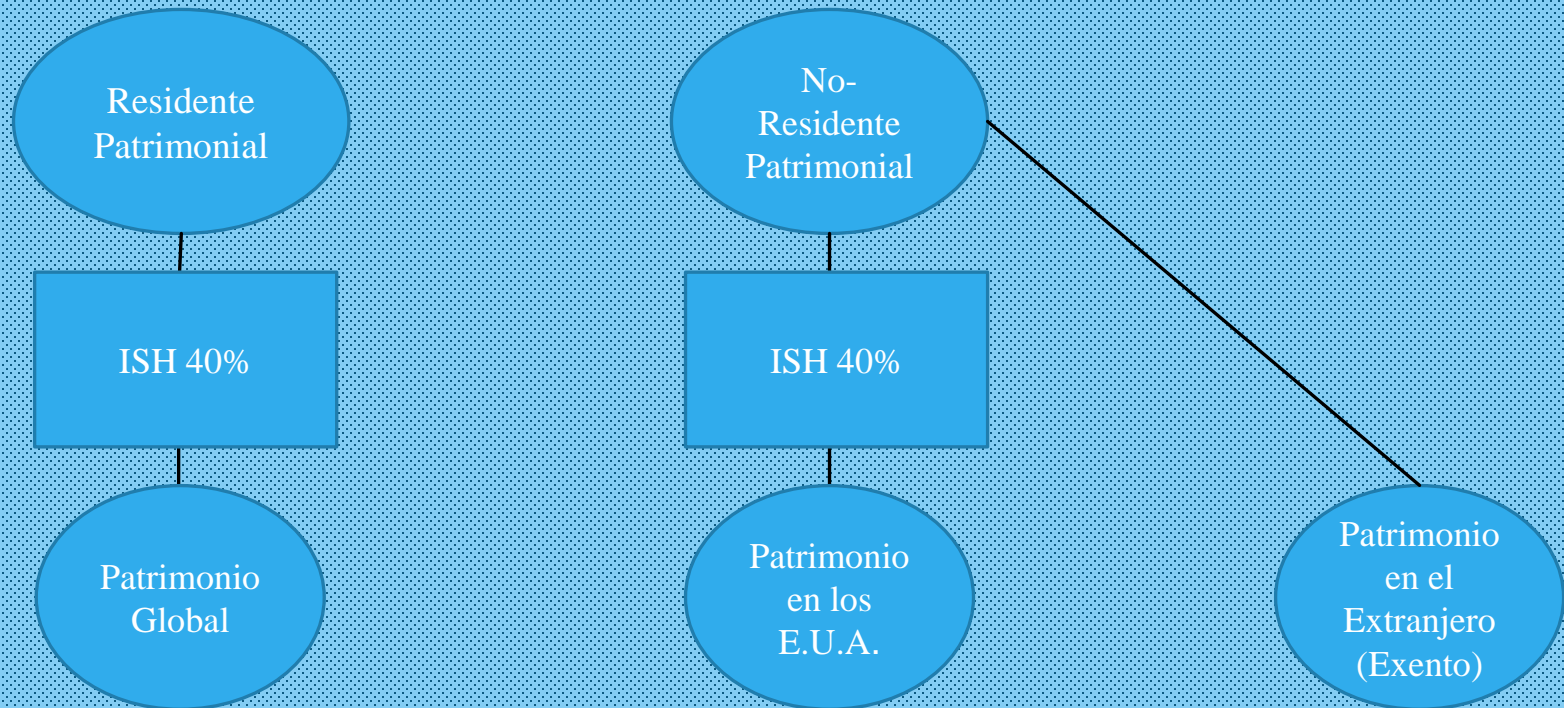 Residente
Patrimonial
No-
Residente
Patrimonial
ISH 40%
ISH 40%
Patrimonio
Global
Patrimonio
en los
E.U.A.
Patrimonio
en el
Extranjero
(Exento)